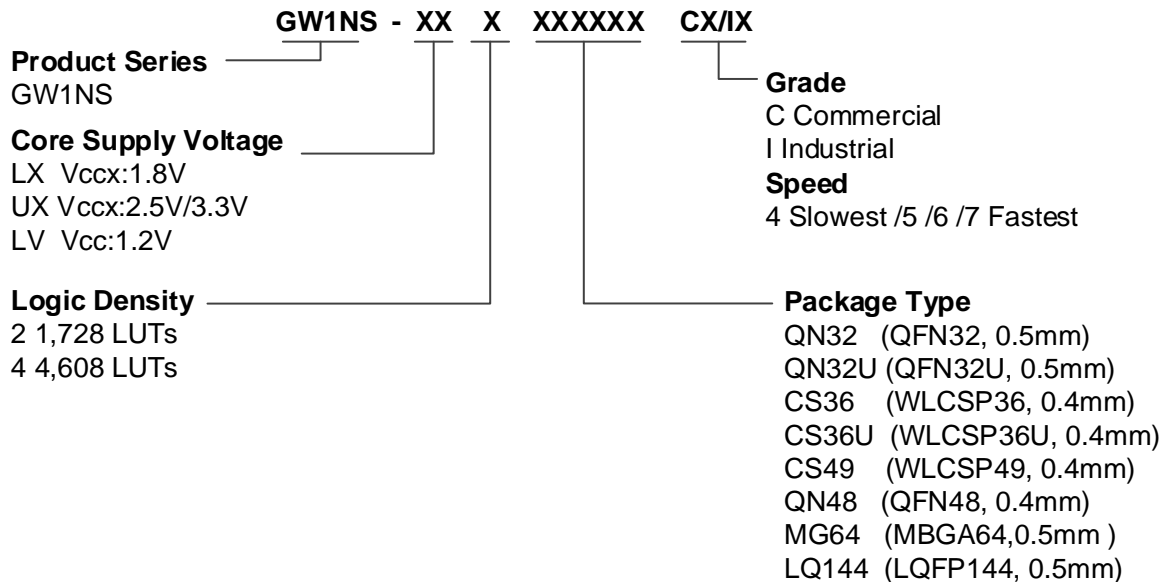 GW1NS - XX X XXXXXX CX/IX
Product Series
GW1NS
Core Supply Voltage
LX Vccx:1.8V
UX Vccx:2.5V/3.3V
LV Vcc:1.2V
Logic Density
2 1,728 LUTs
4 4,608 LUTs
Grade
C Commercial
I Industrial
Speed
4 Slowest /5 /6 /7 Fastest
Package Type
QN32 (QFN32, 0.5mm)
QN32U (QFN32U, 0.5mm)
CS36 (WLCSP36, 0.4mm)
CS36U (WLCSP36U, 0.4mm)
CS49 (WLCSP49, 0.4mm)
QN48 (QFN48, 0.4mm)
MG64 (MBGA64,0.5mm )
LQ144 (LQFP144, 0.5mm)